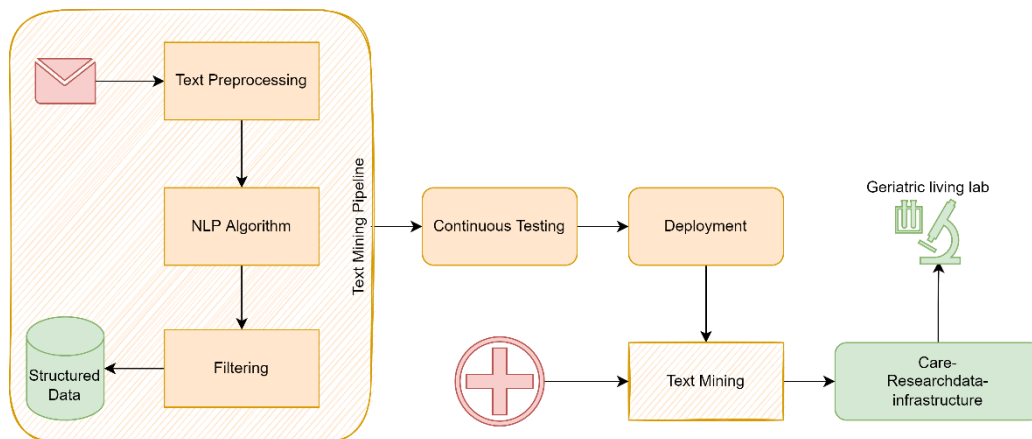 Text Preprocessing
NLP Algorithm
Filtering
Structured
Data
Text Mining Pipeline
Continuous Testing
Deployment
Text Mining
Care-
Researchdata-
infrastructure
Geriatric living lab